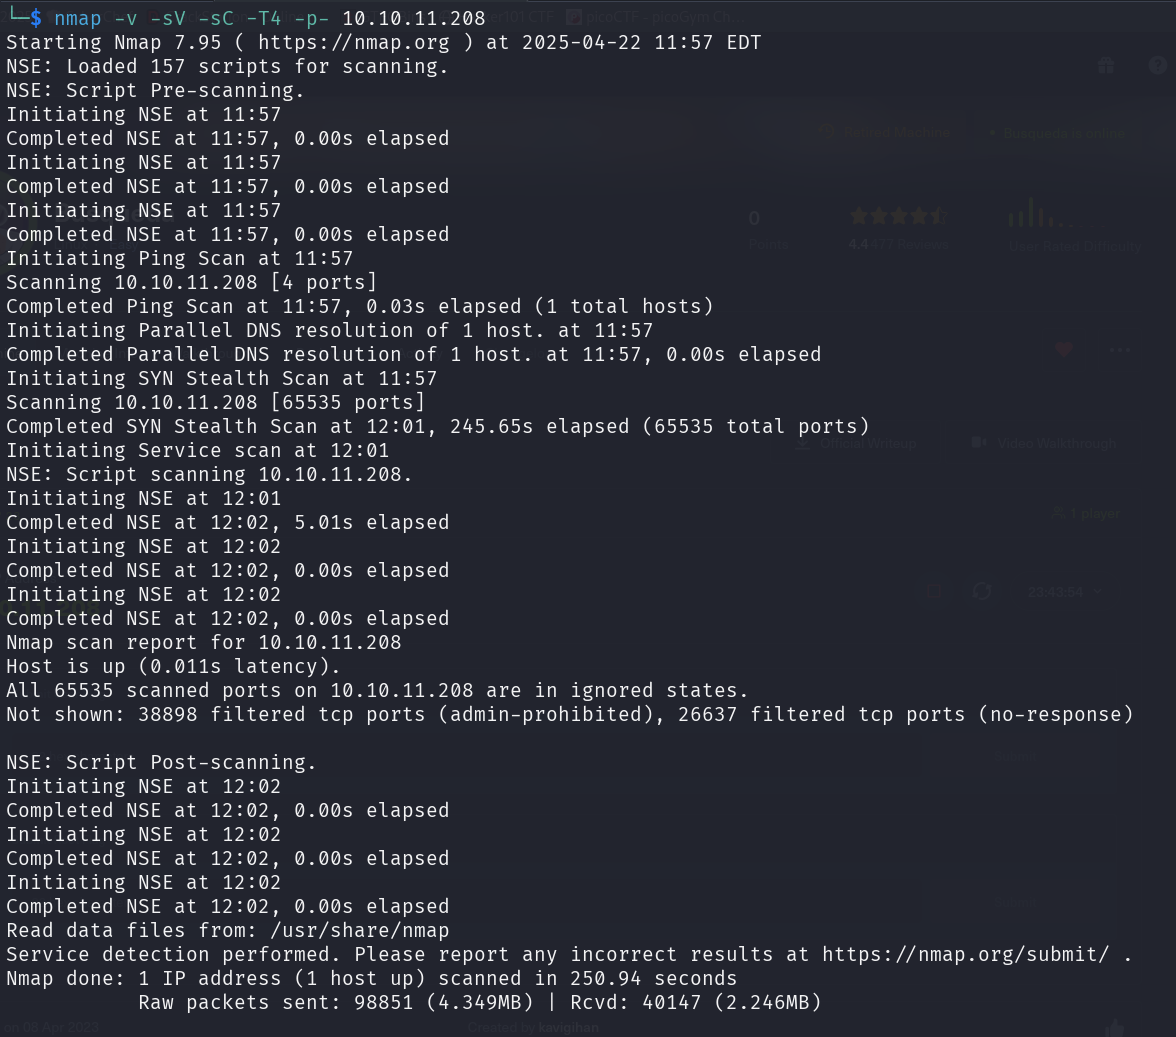 └─$ nmap -v -sV -sC -T4 -p- 10.10.11.208
Starting Nmap 7.95 ( https://nmap.org ) at 2025-04-22 11:57 EDT
NSE: Loaded 157 scripts for scanning.
NSE: Script Pre-scanning.
Initiating NSE at 11:57
Completed NSE at 11:57, 0.00s elapsed
Initiating NSE at 11:57
Completed NSE at 11:57, 0.00s elapsed
Initiating NSE at 11:57
Completed NSE at 11:57, 0.00s elapsed
Initiating Ping Scan at 11:57
Scanning 10.10.11.208 [4 ports]
Completed Ping Scan at 11:57, 0.03s elapsed (1 total hosts)
Initiating Parallel DNS resolution of 1 host. at 11:57
Completed Parallel DNS resolution of 1 host. at 11:57, 0.00s elapsed
Initiating SYN Stealth Scan at 11:57
Scanning 10.10.11.208 [65535 ports]
Completed SYN Stealth Scan at 12:01, 245.65s elapsed (65535 total ports)
Initiating Service scan at 12:01
NSE: Script scanning 10.10.11.208.
Initiating NSE at 12:01
Completed NSE at 12:02, 5.01s elapsed
Initiating NSE at 12:02
Completed NSE at 12:02, 0.00s elapsed
Initiating NSE at 12:02
Completed NSE at 12:02, 0.00s elapsed
Nmap scan report for 10.10.11.208
Host is up (0.011s latency).
All 65535 scanned ports on 10.10.11.208 are in ignored states.
Not shown: 38898 filtered tcp ports (admin-prohibited), 26637 filtered tcp ports (no-response)
NSE: Script Post-scanning.
Initiating NSE at 12:02
Completed NSE at 12:02, 0.00s elapsed
Initiating NSE at 12:02
Completed NSE at 12:02, 0.00s elapsed
Initiating NSE at 12:02
Completed NSE at 12:02, 0.00s elapsed
Read data files from: /usr/share/nmap
Service detection performed. Please report any incorrect results at https://nmap.org/submit/ .
Nmap done: 1 IP address (1 host up) scanned in 250.94 seconds
Raw packets sent: 98851 (4.349MB) | Rcvd: 40147 (2.246MB)
on 08 Apr 2023
Created by kavigihan
Official Writeup
Video Walkthrough
1 player